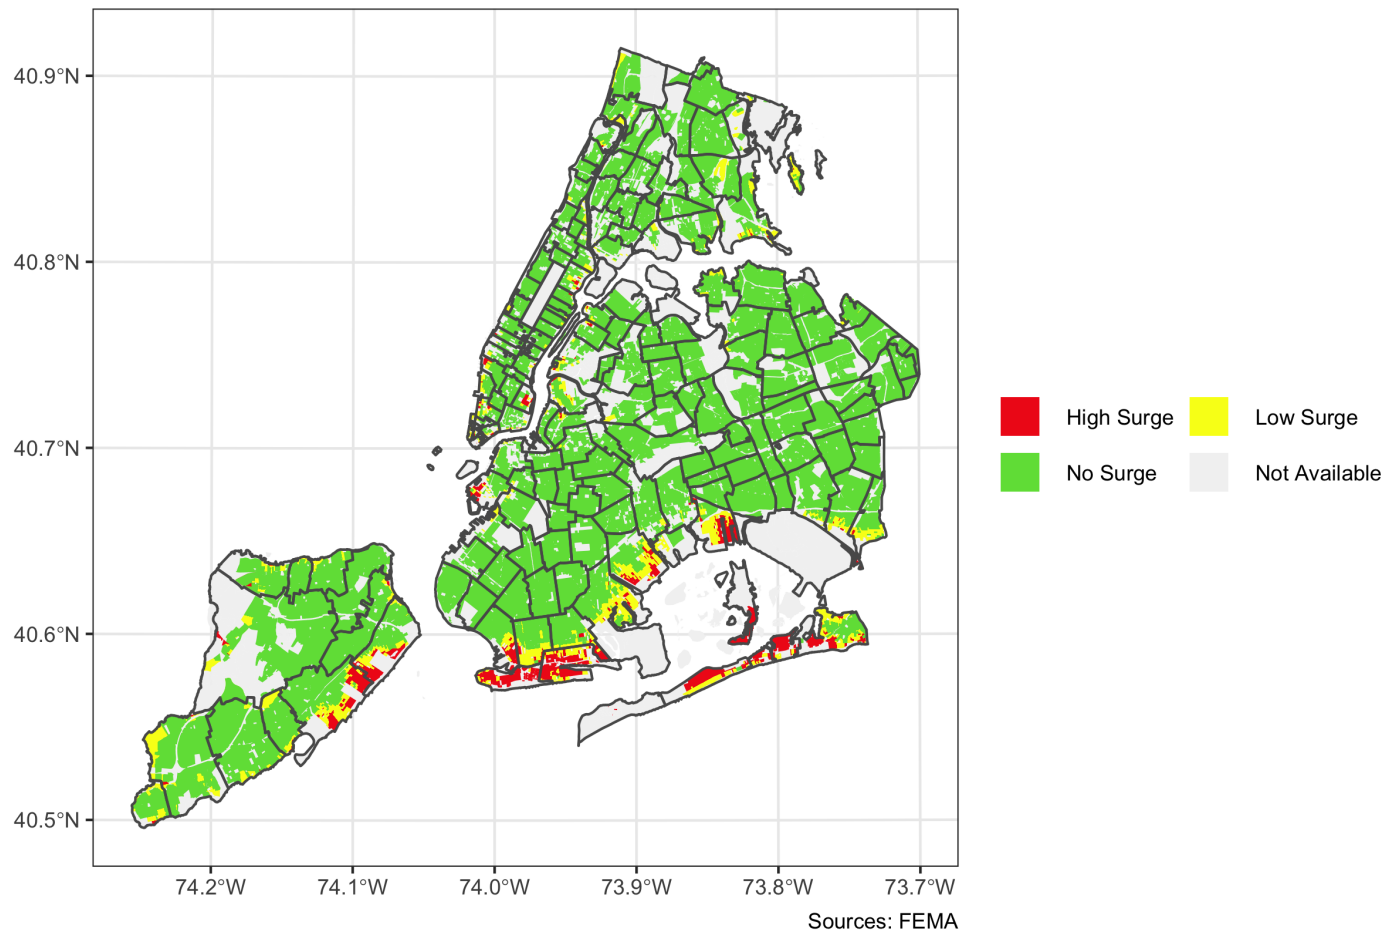 40.9°N
40.8°N
40.7°N
40.6°N
40.5°N
74.2°W 74.1°W 74.0°W 73.9°W 73.8°W 73.7°W
High Surge Low Surge
No Surge Not Available
Sources: FEMA